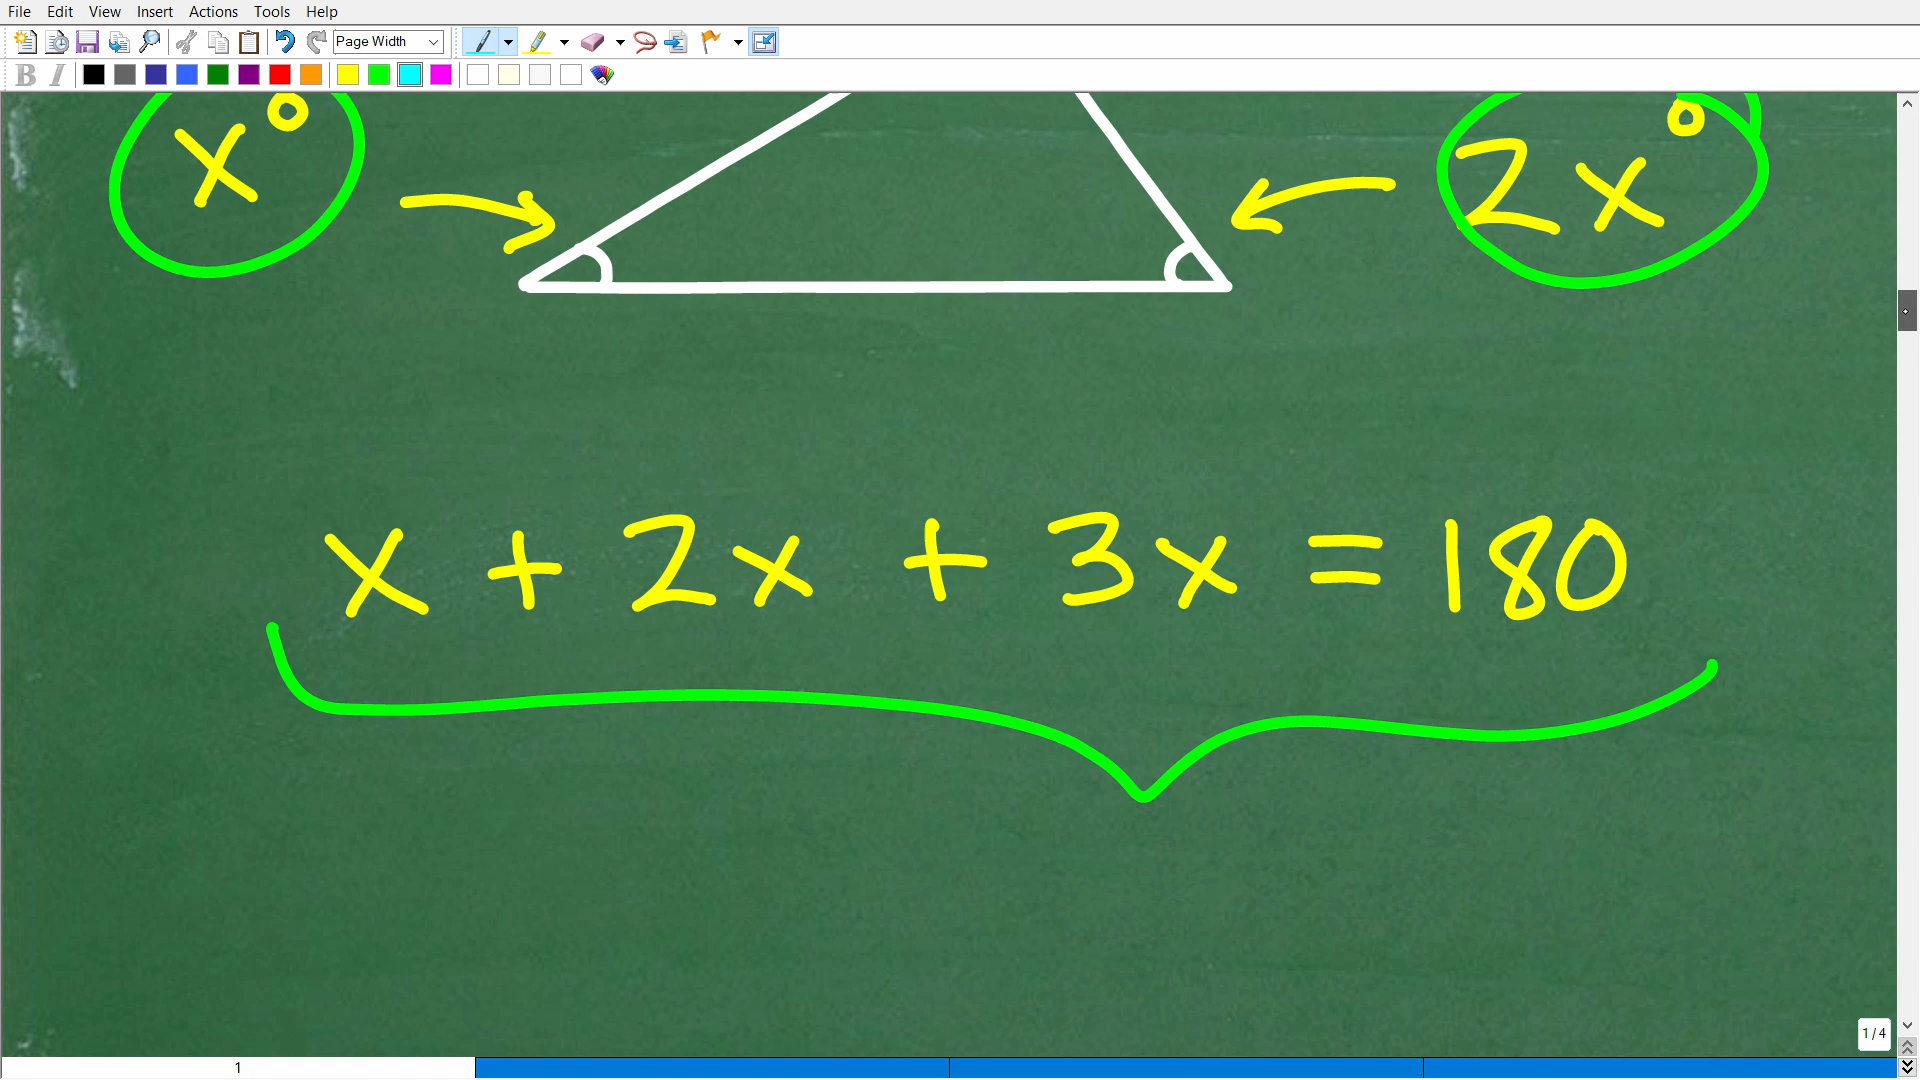 File Edit View Insert Actions Tools Help
Page Width
B I
x° 2x°
x + 2x + 3x = 180
1 / 4
1